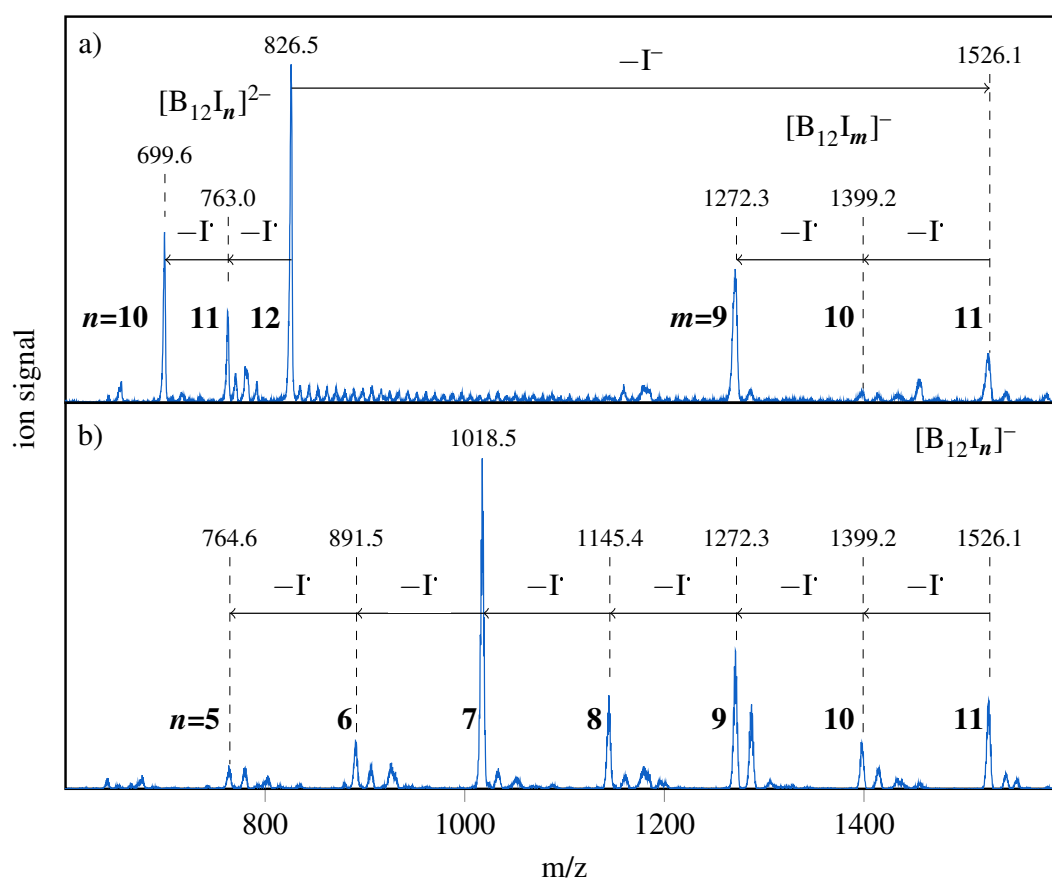 a)
826.5
−I⁻
1526.1
[B₁₂Iₙ]²⁻
[B₁₂Iₘ]⁻
699.6
763.0
1272.3
1399.2
−I•
−I•
−I•
−I•
n=10
11
12
m=9
10
11
ion signal
b)
1018.5
[B₁₂Iₙ]⁻
764.6
891.5
1145.4
1272.3
1399.2
1526.1
−I•
−I•
−I•
−I•
−I•
−I•
n=5
6
7
8
9
10
11
800
1000
1200
1400
m/z